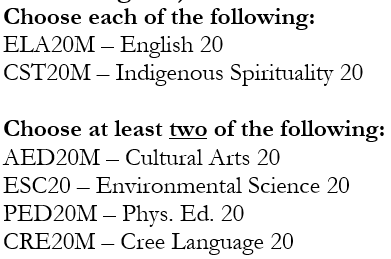 Choose each of the following:
ELA20M – English 20
CST20M – Indigenous Spirituality 20
Choose at least two of the following:
AED20M – Cultural Arts 20
ESC20 – Environmental Science 20
PED20M – Phys. Ed. 20
CRE20M – Cree Language 20